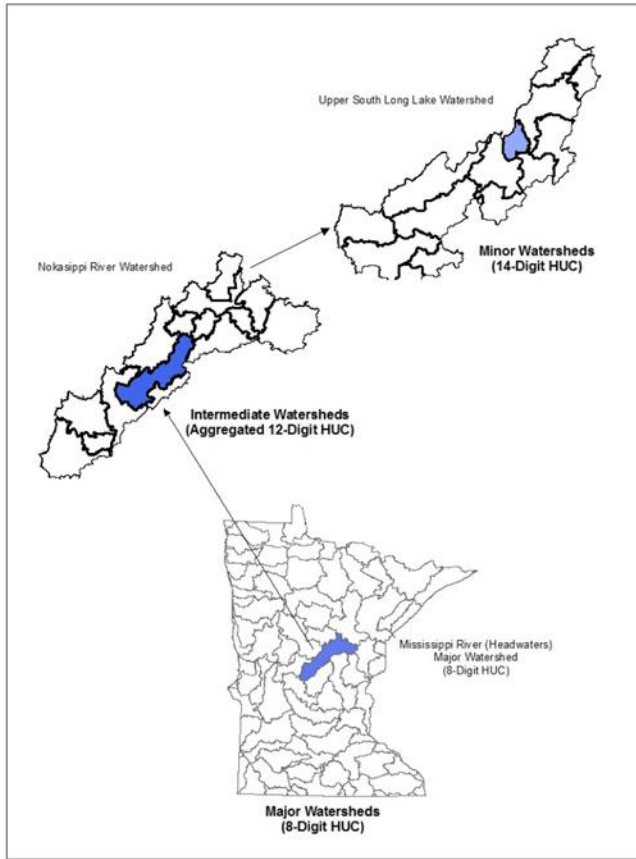 Upper South Long Lake Watershed
Minor Watersheds
(14-Digit HUC)
Nokasippi River Watershed
Intermediate Watersheds
(Aggregated 12-Digit HUC)
Mississippi River (Headwaters)
Major Watershed
(8-Digit HUC)
Major Watersheds
(8-Digit HUC)